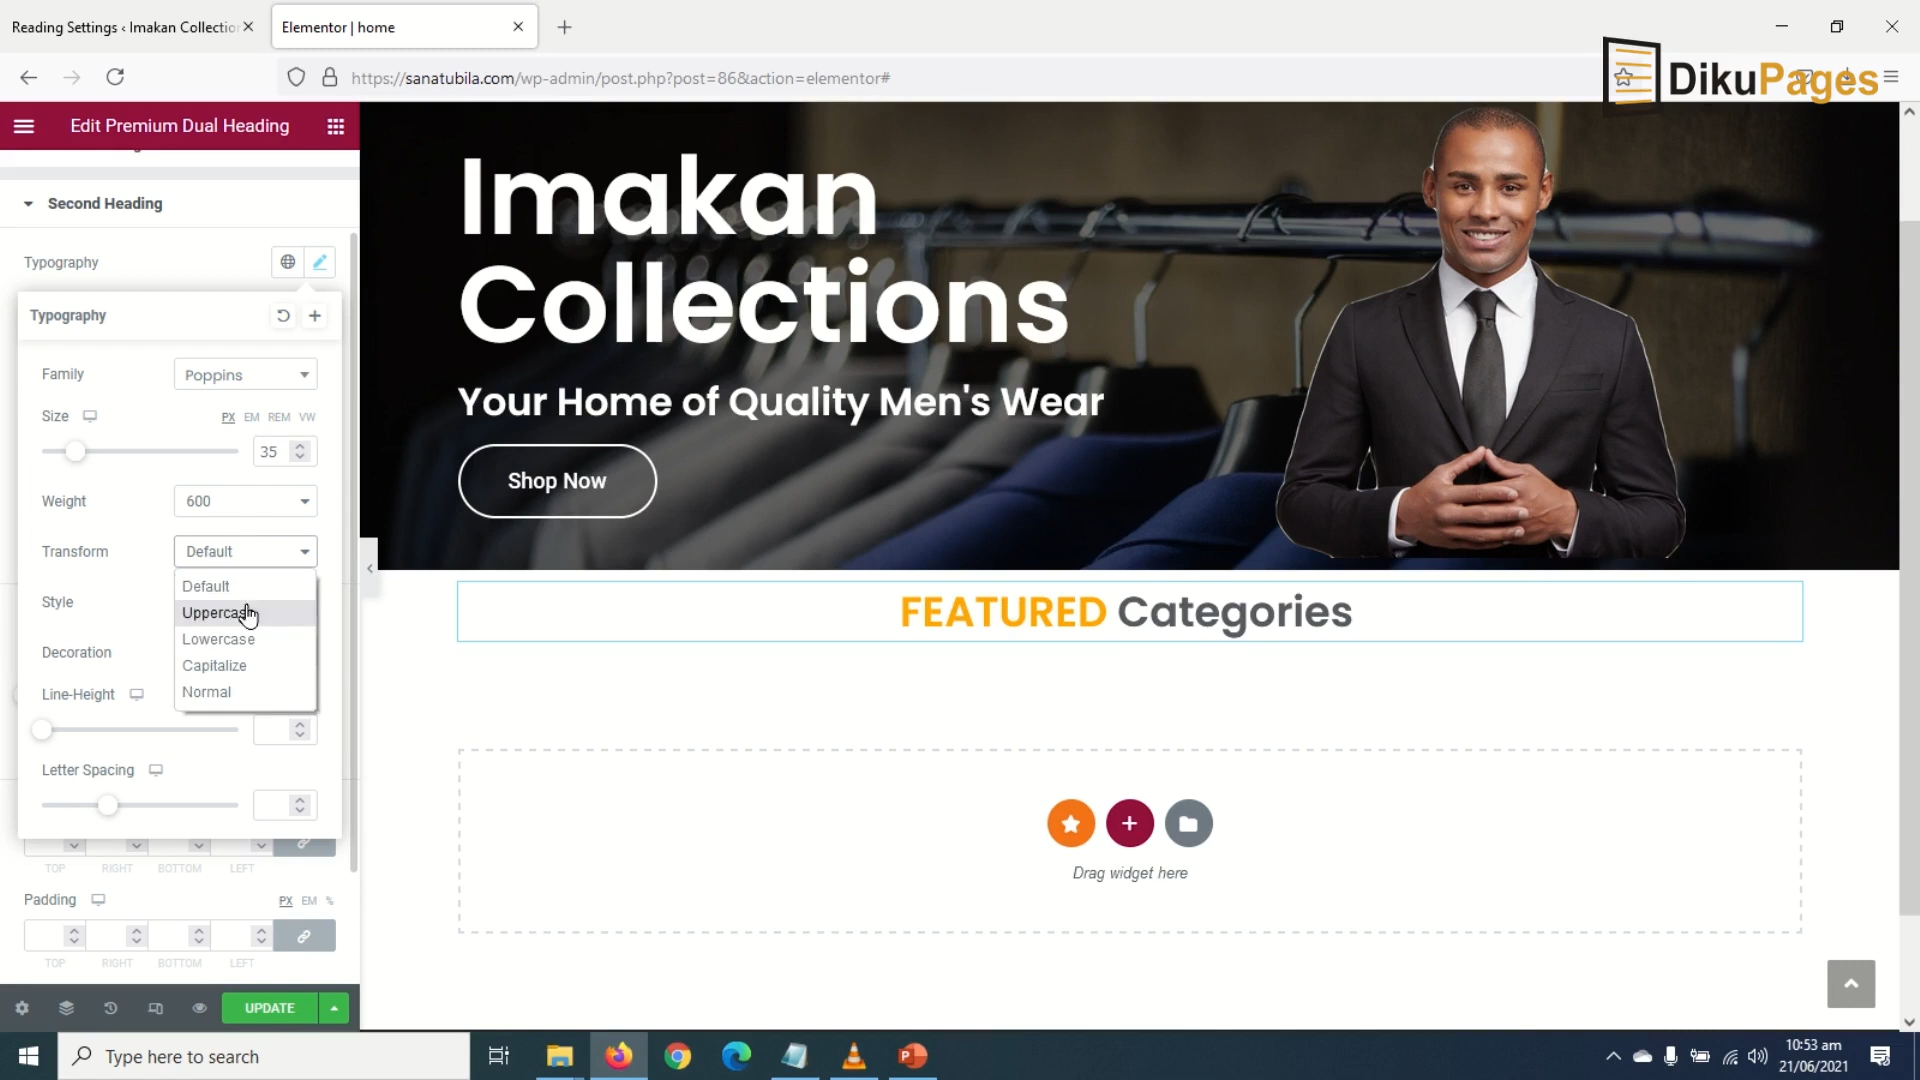 Reading Settings ‹ Imakan Collection
Elementor | home
https://sanatubila.com/wp-admin/post.php?post=86&action=elementor#
DikuPages
Edit Premium Dual Heading
Second Heading
Typography
Typography
Family
Poppins
Size
PX EM REM VW
35
Weight
600
Transform
Default
Default
Uppercase
Lowercase
Capitalize
Normal
Style
Decoration
Line-Height
Letter Spacing
TOP RIGHT BOTTOM LEFT
Padding
PX EM %
TOP RIGHT BOTTOM LEFT
UPDATE
Imakan
Collections
Your Home of Quality Men's Wear
Shop Now
FEATURED Categories
Drag widget here
Type here to search
10:53 am
21/06/2021